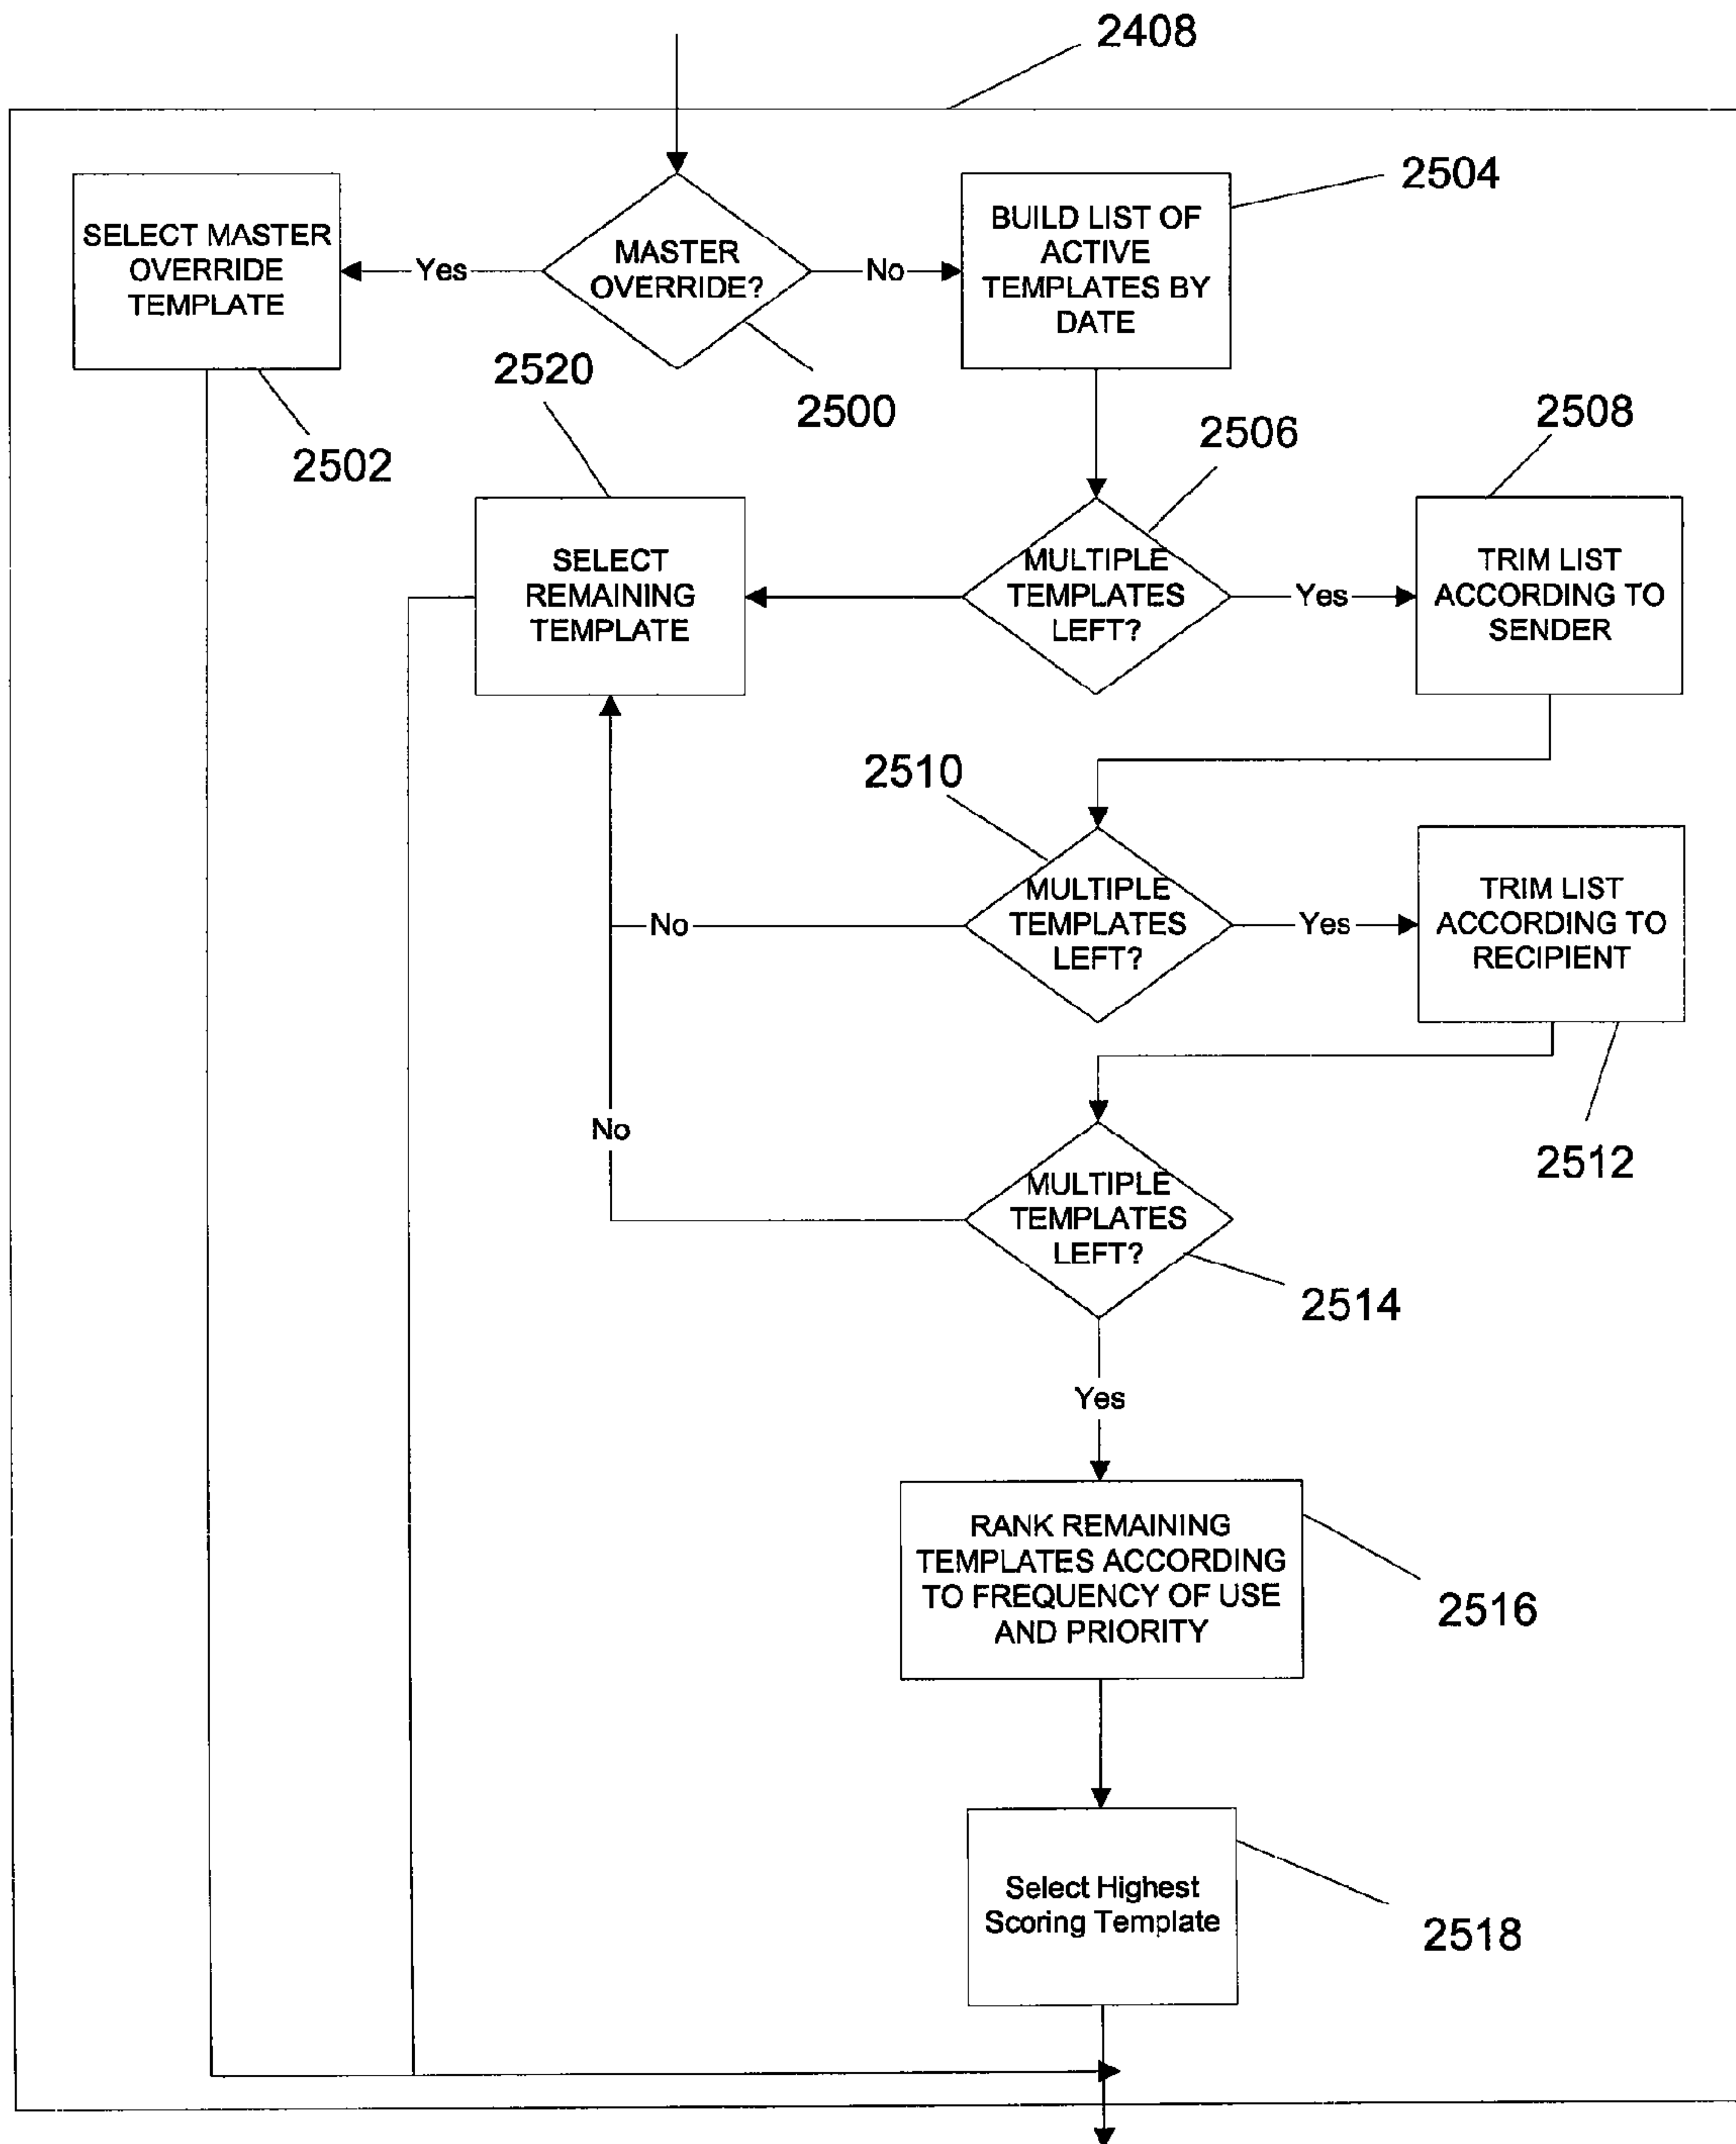 2408
2504
SELECT MASTER
OVERRIDE
TEMPLATE
Yes
MASTER
OVERRIDE?
No
BUILD LIST OF
ACTIVE
TEMPLATES BY
DATE
2520
2500
2502
2506
2508
SELECT
REMAINING
TEMPLATE
MULTIPLE
TEMPLATES
LEFT?
Yes
TRIM LIST
ACCORDING TO
SENDER
2510
No
MULTIPLE
TEMPLATES
LEFT?
Yes
TRIM LIST
ACCORDING TO
RECIPIENT
No
2512
MULTIPLE
TEMPLATES
LEFT?
2514
Yes
RANK REMAINING
TEMPLATES ACCORDING
TO FREQUENCY OF USE
AND PRIORITY
2516
Select Highest
Scoring Template
2518